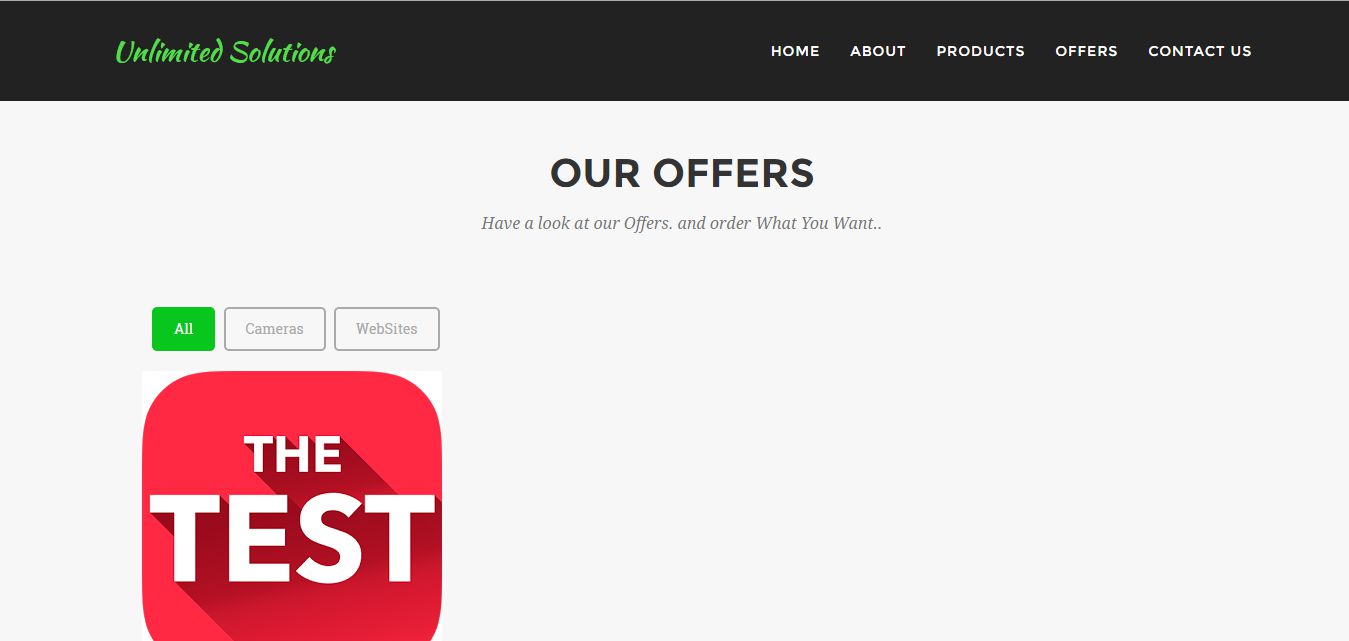 Unlimited Solutions
HOME ABOUT PRODUCTS OFFERS CONTACT US
OUR OFFERS
Have a look at our Offers. and order What You Want..
All Cameras WebSites
THE
TEST